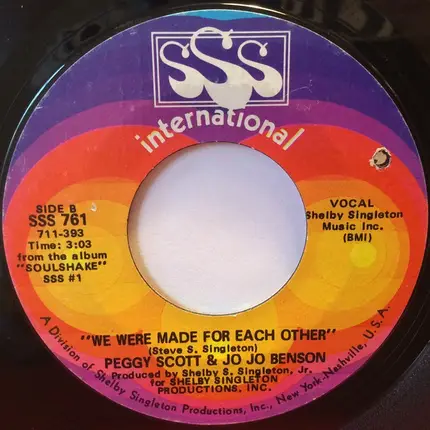 SSS
international
SIDE B
SSS 761
711-393
Time: 3:03
from the album
"SOULSHAKE"
SSS #1
VOCAL
Shelby Singleton
Music Inc.
(BMI)
"WE WERE MADE FOR EACH OTHER"
(Steve S. Singleton)
PEGGY SCOTT & JO JO BENSON
Produced by Shelby S. Singleton, Jr.
for SHELBY SINGLETON
PRODUCTIONS, INC.
A Division of Shelby Singleton Productions, Inc., New York-Nashville, U.S.A.